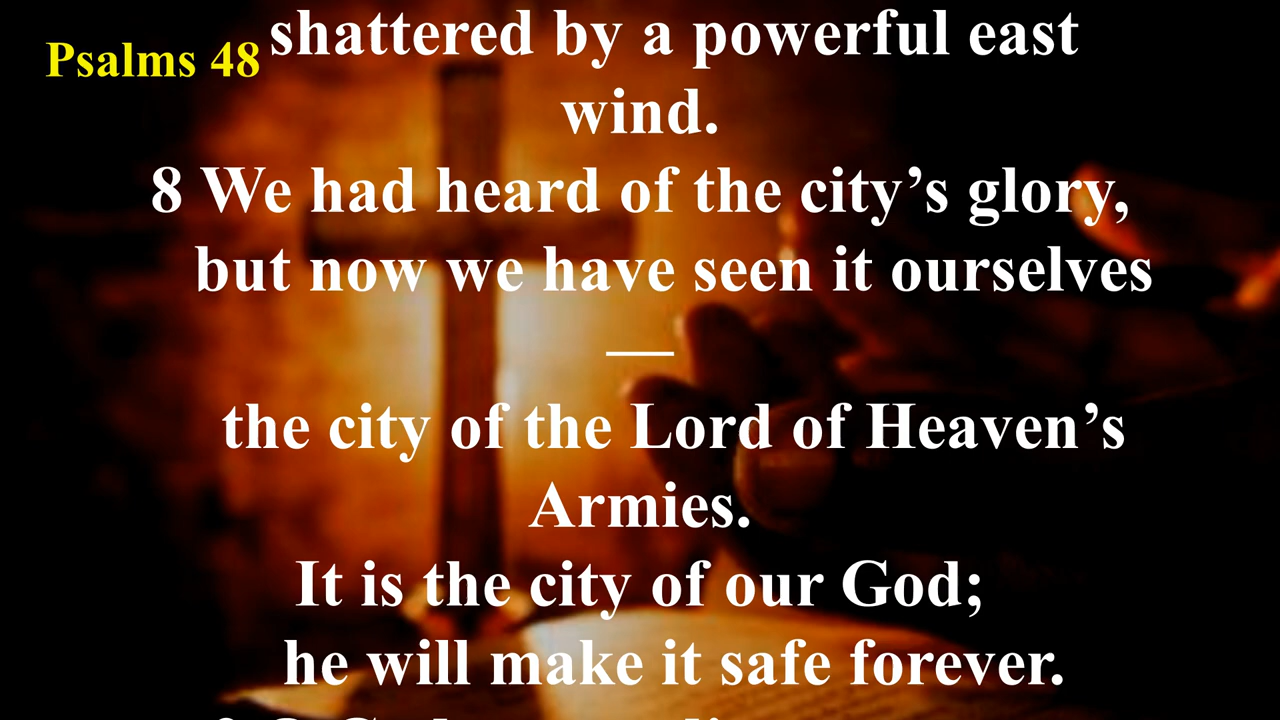 Psalms 48
shattered by a powerful east
wind.
8 We had heard of the city’s glory,
but now we have seen it ourselves
—
the city of the Lord of Heaven’s
Armies.
It is the city of our God;
he will make it safe forever.